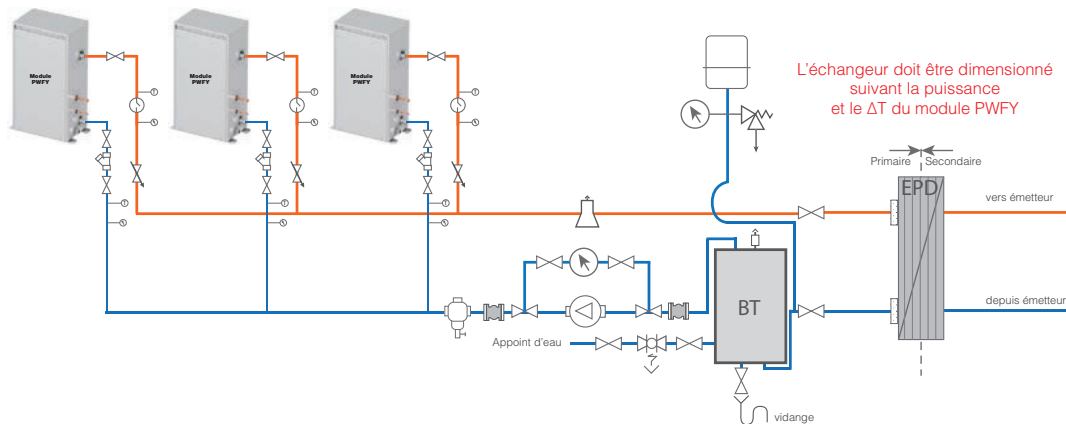 Module
PWFY
Module
PWFY
Module
PWFY
L'échangeur doit être dimensionné
suivant la puissance
et le ΔT du module PWFY
Primaire
Secondaire
EPD
vers émetteur
depuis émetteur
BT
Appoint d'eau
vidange